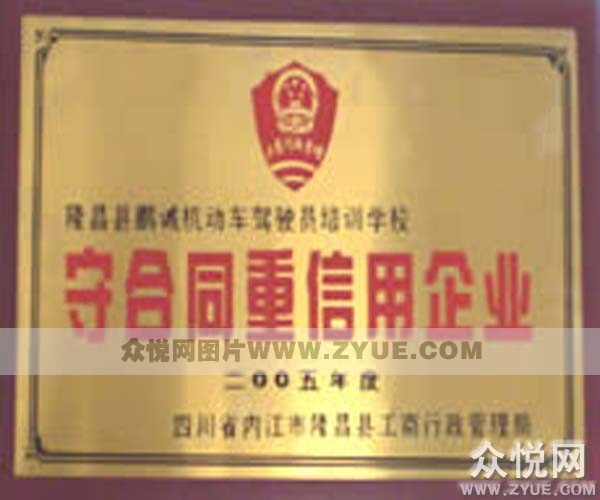 隆昌县鹏诚机动车驾驶员培训学校
守合同重信用企业
众悦网图片WWW.ZYUE.COM
二00五年度
四川省内江市隆昌县工商行政管理局
众悦网
WWW.ZYUE.COM